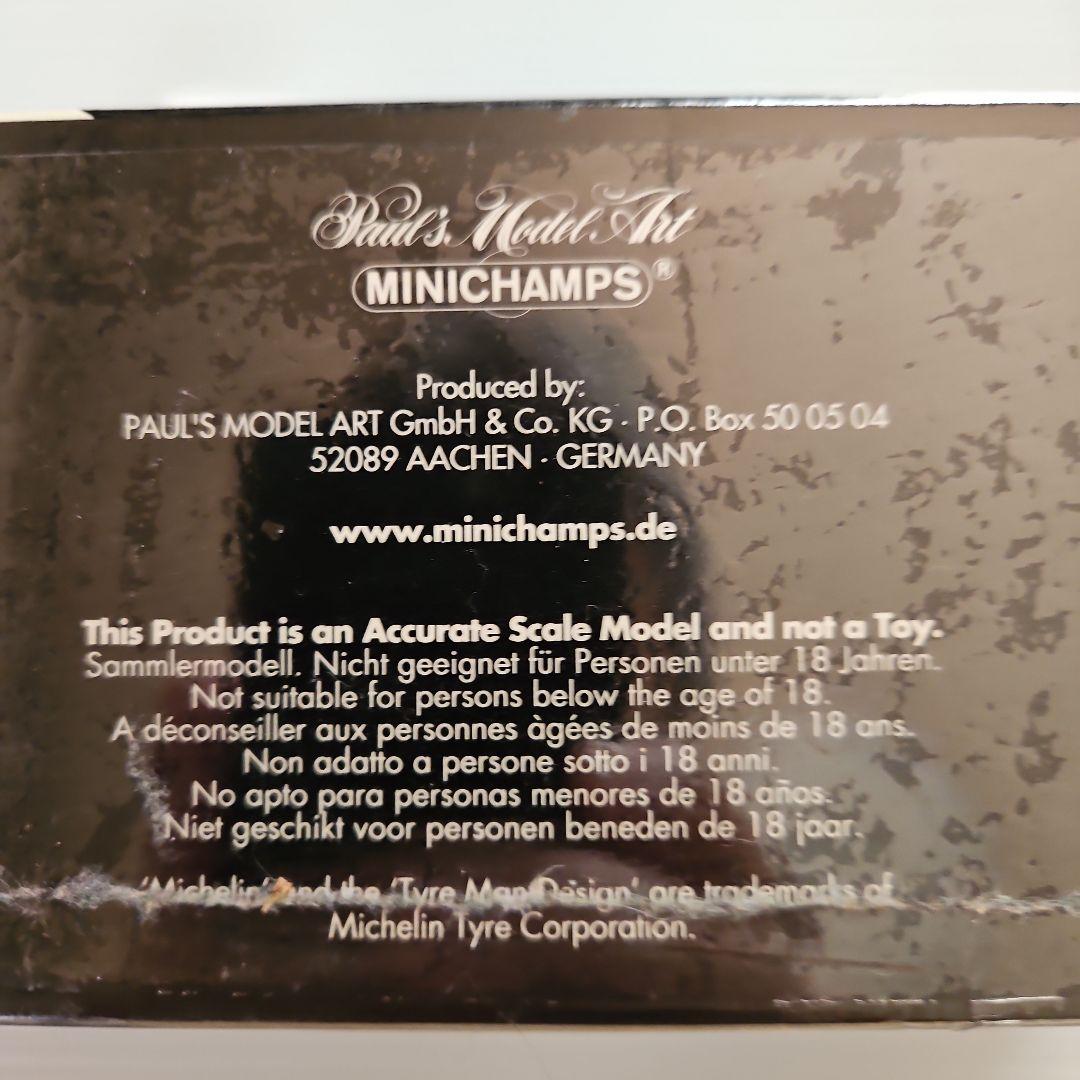 Paul's Model Art
MINICHAMPS®
Produced by:
PAUL'S MODEL ART GmbH & Co. KG · P.O. Box 50 05 04
52089 AACHEN · GERMANY
www.minichamps.de
This Product is an Accurate Scale Model and not a Toy.
Sammlermodell. Nicht geeignet für Personen unter 18 Jahren.
Not suitable for persons below the age of 18.
A déconseiller aux personnes àgées de moins de 18 ans.
Non adatto a persone sotto i 18 anni.
No apto para personas menores de 18 años.
Niet geschikt voor personen beneden de 18 jaar.
'Michelin' and the 'Tyre Man Design' are trademarks of
Michelin Tyre Corporation.